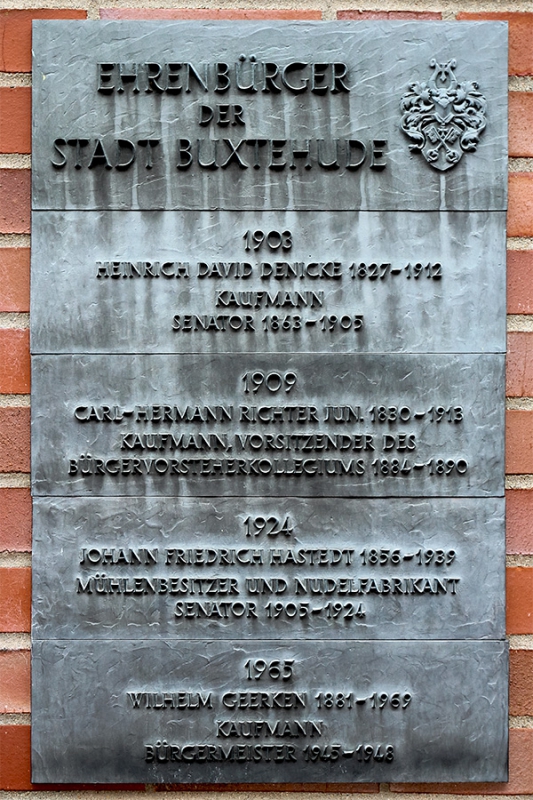 EHRENBÜRGER
DER
STADT BUXTEHUDE
1903
HEINRICH DAVID DENICKE 1827-1912
KAUFMANN
SENATOR 1863-1905
1909
CARL-HERMANN RICHTER JUN. 1830-1913
KAUFMANN, VORSITZENDER DES
BÜRGERVORSTEHERKOLLEGIUMS 1884-1890
1924
JOHANN FRIEDRICH HASTEDT 1856-1939
MÜHLENBESITZER UND NUDELFABRIKANT
SENATOR 1905-1924
1965
WILHELM GEERKEN 1881-1969
KAUFMANN
BÜRGERMEISTER 1945-1948